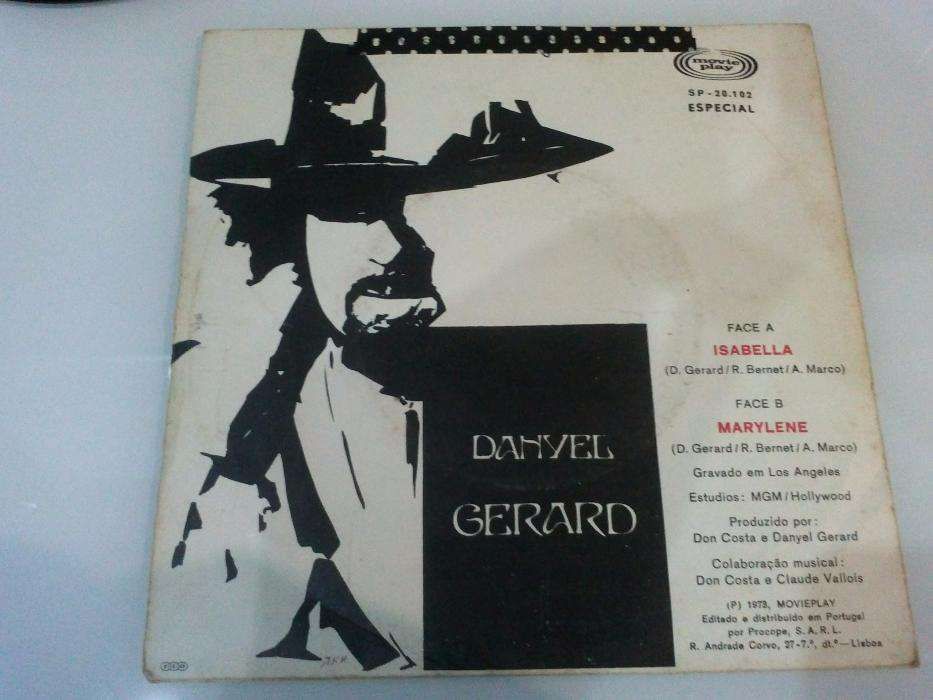 movie
play
SP-20.102
ESPECIAL
FACE A
ISABELLA
(D. Gerard / R. Bernet / A. Marco)
FACE B
MARYLENE
(D. Gerard / R. Bernet / A. Marco)
Gravado em Los Angeles
Estudios: MGM / Hollywood
Produzido por:
Don Costa e Danyel Gerard
Colaboração musical:
Don Costa e Claude Vallois
(P) 1973, MOVIEPLAY
Editado e distribuido em Portugal
por Procope, S. A. R. L.
R. Andrade Corvo, 27-7.º, dt.º — Lisboa
DANYEL
GERARD